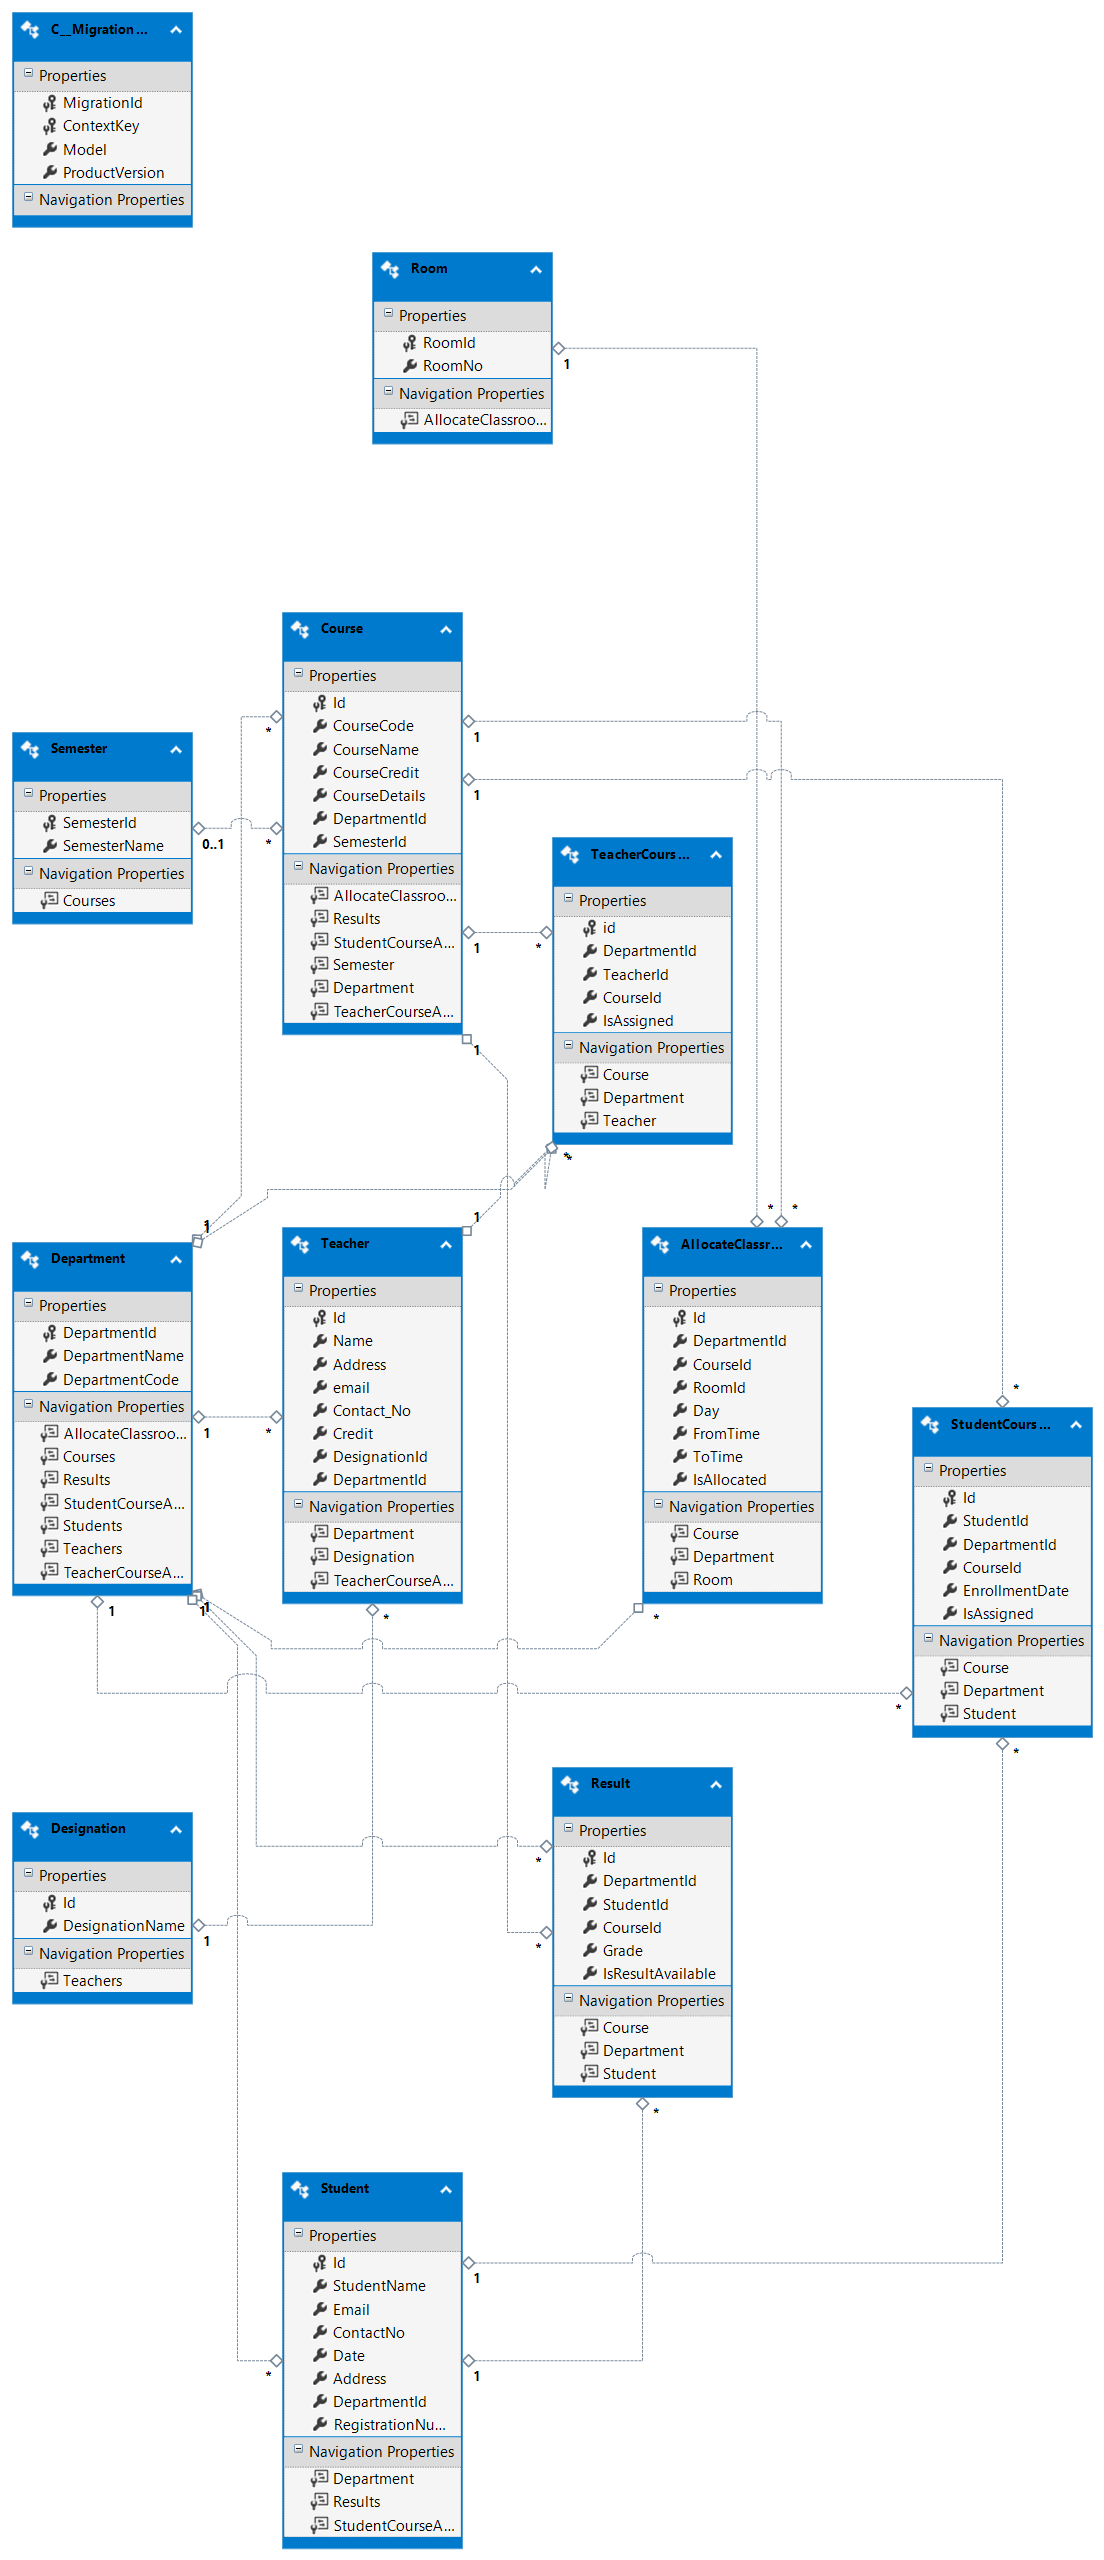 C__Migration ...
Properties
MigrationId
ContextKey
Model
ProductVersion
Navigation Properties
Room
Properties
RoomId
RoomNo
Navigation Properties
AllocateClassroo...
1
Course
Properties
Id
CourseCode
CourseName
CourseCredit
CourseDetails
DepartmentId
SemesterId
Navigation Properties
AllocateClassroo...
Results
StudentCourseA...
Semester
Department
TeacherCourseA...
*
*
1
1
1
1
Semester
Properties
SemesterId
SemesterName
Navigation Properties
Courses
0..1
TeacherCours ...
Properties
id
DepartmentId
TeacherId
CourseId
IsAssigned
Navigation Properties
Course
Department
Teacher
*
*
*
Department
Properties
DepartmentId
DepartmentName
DepartmentCode
Navigation Properties
AllocateClassroo...
Courses
Results
StudentCourseA...
Students
Teachers
TeacherCourseA...
1
1
1
1
1
1
1
Teacher
Properties
Id
Name
Address
email
Contact_No
Credit
DesignationId
DepartmentId
Navigation Properties
Department
Designation
TeacherCourseA...
1
*
*
AllocateClassr...
Properties
Id
DepartmentId
CourseId
RoomId
Day
FromTime
ToTime
IsAllocated
Navigation Properties
Course
Department
Room
*
*
*
StudentCours ...
Properties
Id
StudentId
DepartmentId
CourseId
EnrollmentDate
IsAssigned
Navigation Properties
Course
Department
Student
*
*
*
Designation
Properties
Id
DesignationName
Navigation Properties
Teachers
1
Result
Properties
Id
DepartmentId
StudentId
CourseId
Grade
IsResultAvailable
Navigation Properties
Course
Department
Student
*
*
*
Student
Properties
Id
StudentName
Email
ContactNo
Date
Address
DepartmentId
RegistrationNu...
Navigation Properties
Department
Results
StudentCourseA...
1
1
*